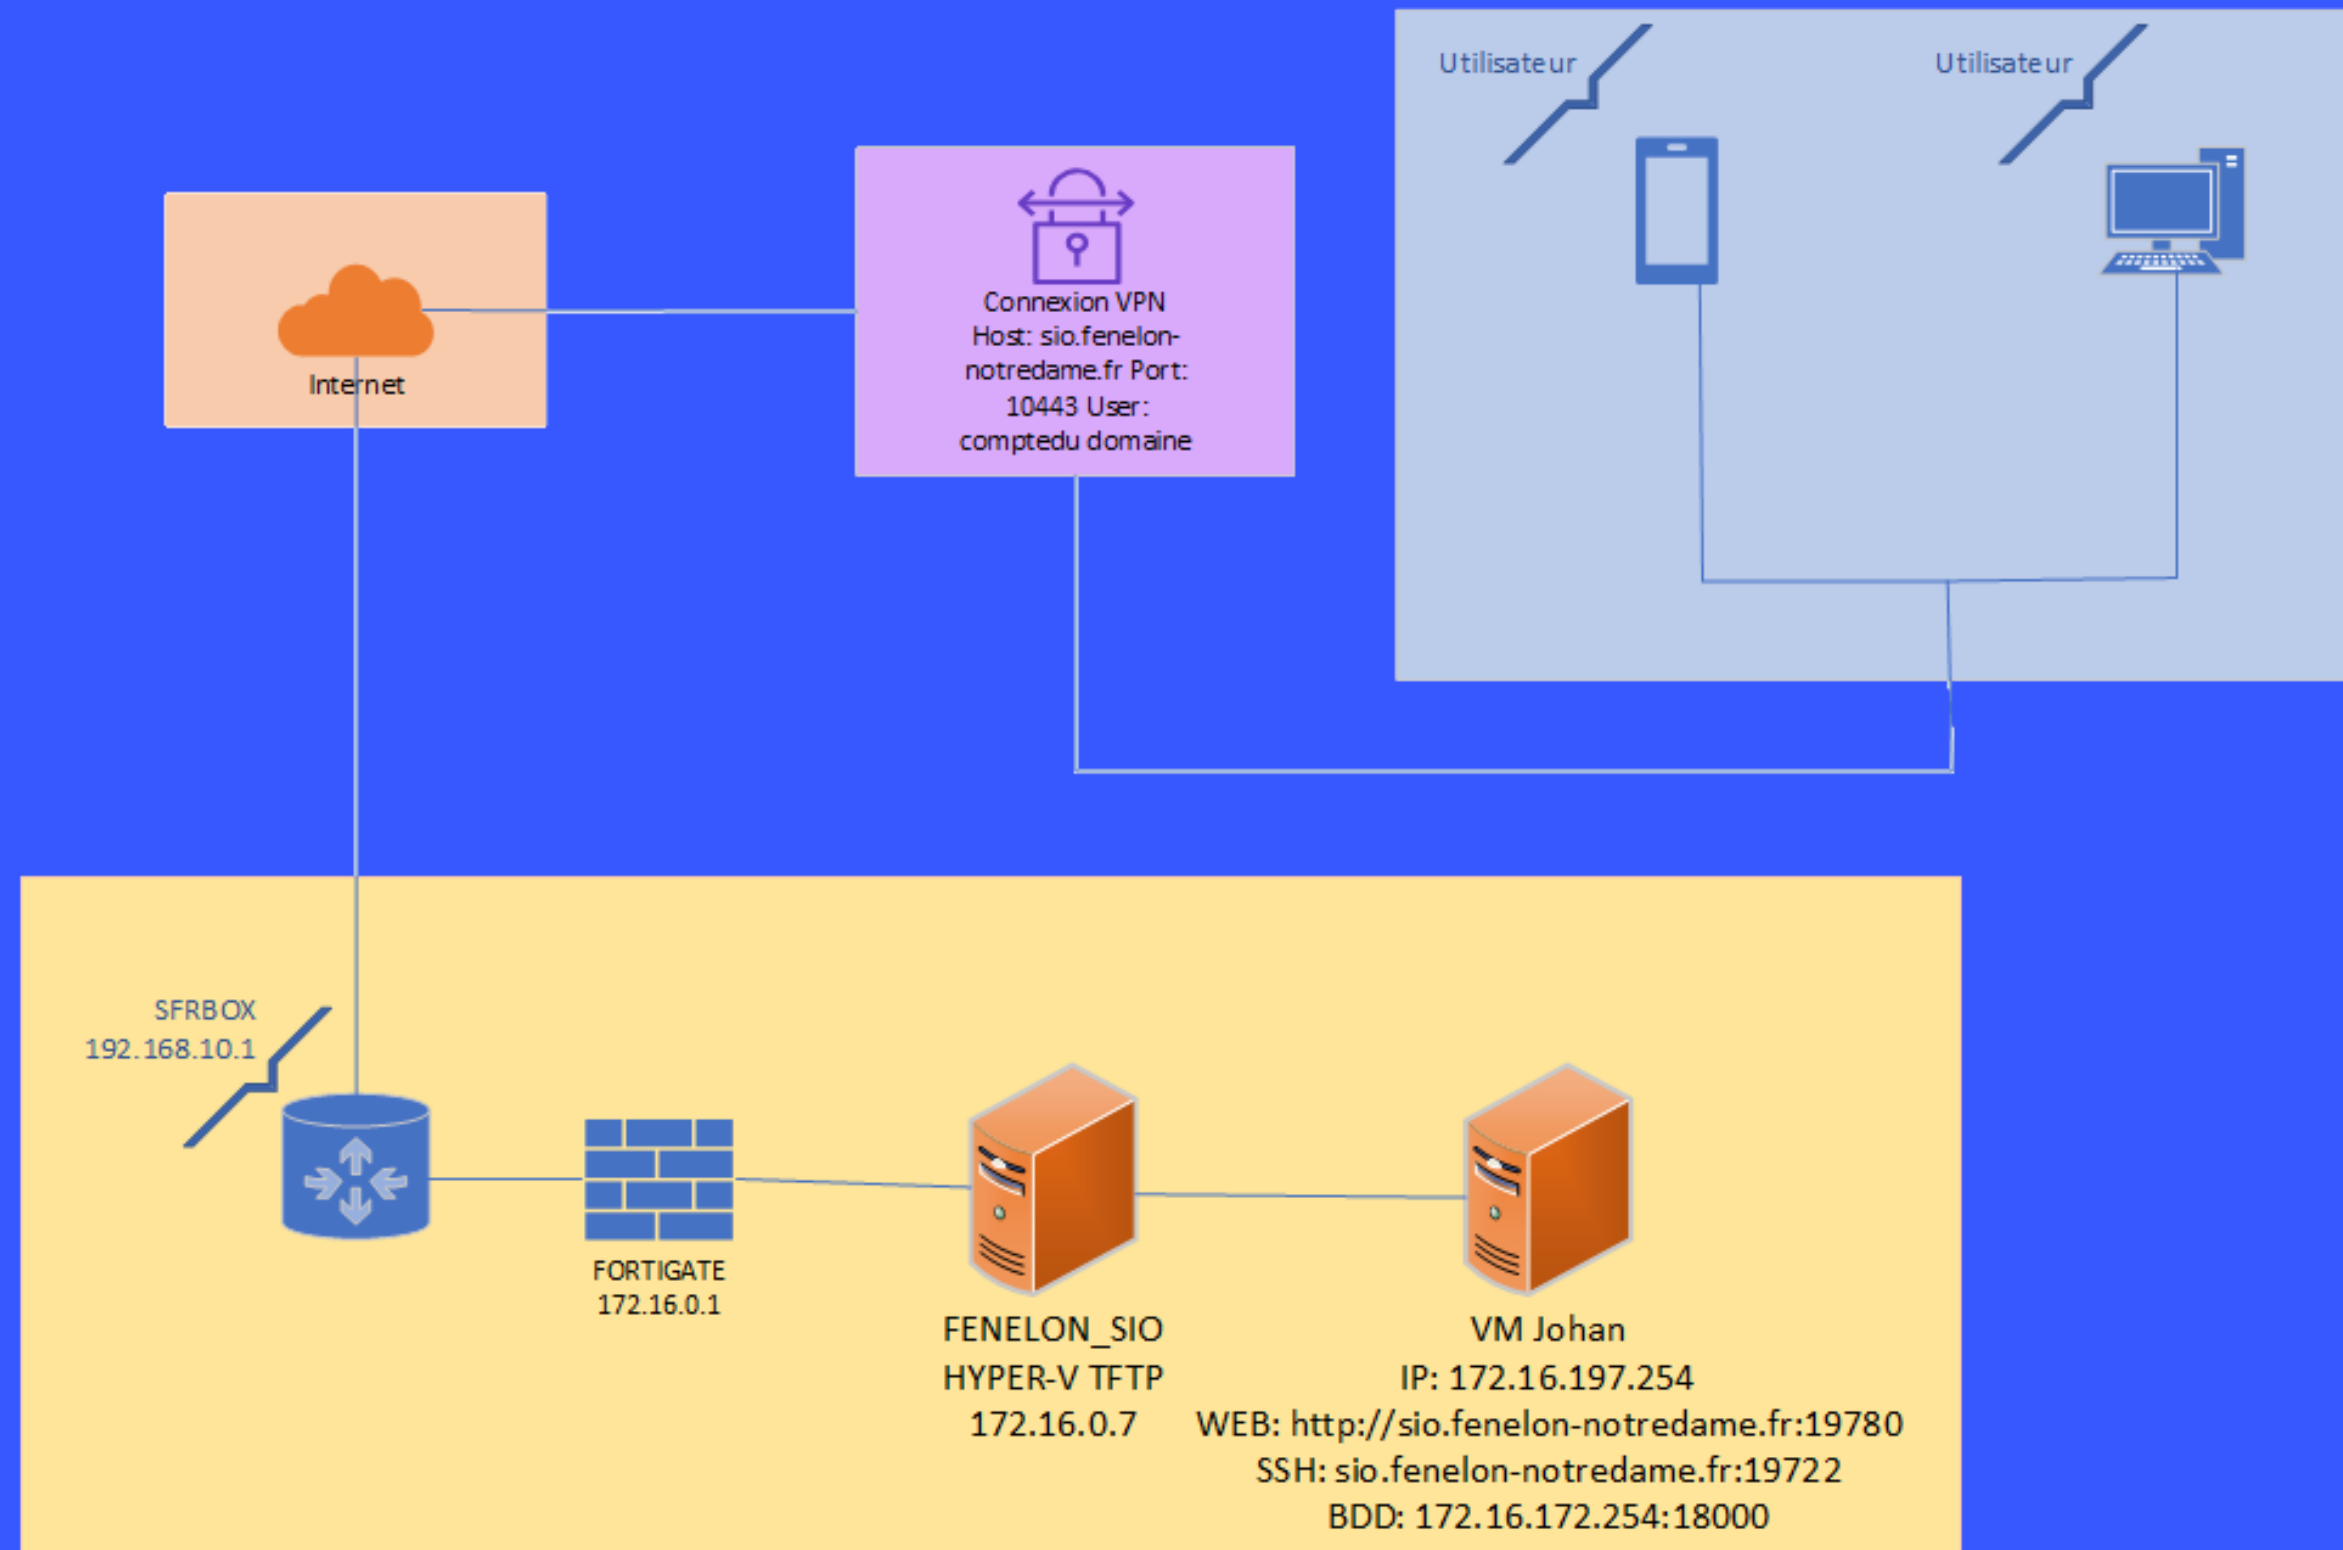 Utilisateur
Utilisateur
Connexion VPN
Host: sio.fenelon-
notredame.fr Port:
10443 User:
comptedu domaine
Internet
SFRBOX
192.168.10.1
FORTIGATE
172.16.0.1
FENELON_SIO
HYPER-V TFTP
172.16.0.7
VM Johan
IP: 172.16.197.254
WEB: http://sio.fenelon-notredame.fr:19780
SSH: sio.fenelon-notredame.fr:19722
BDD: 172.16.172.254:18000